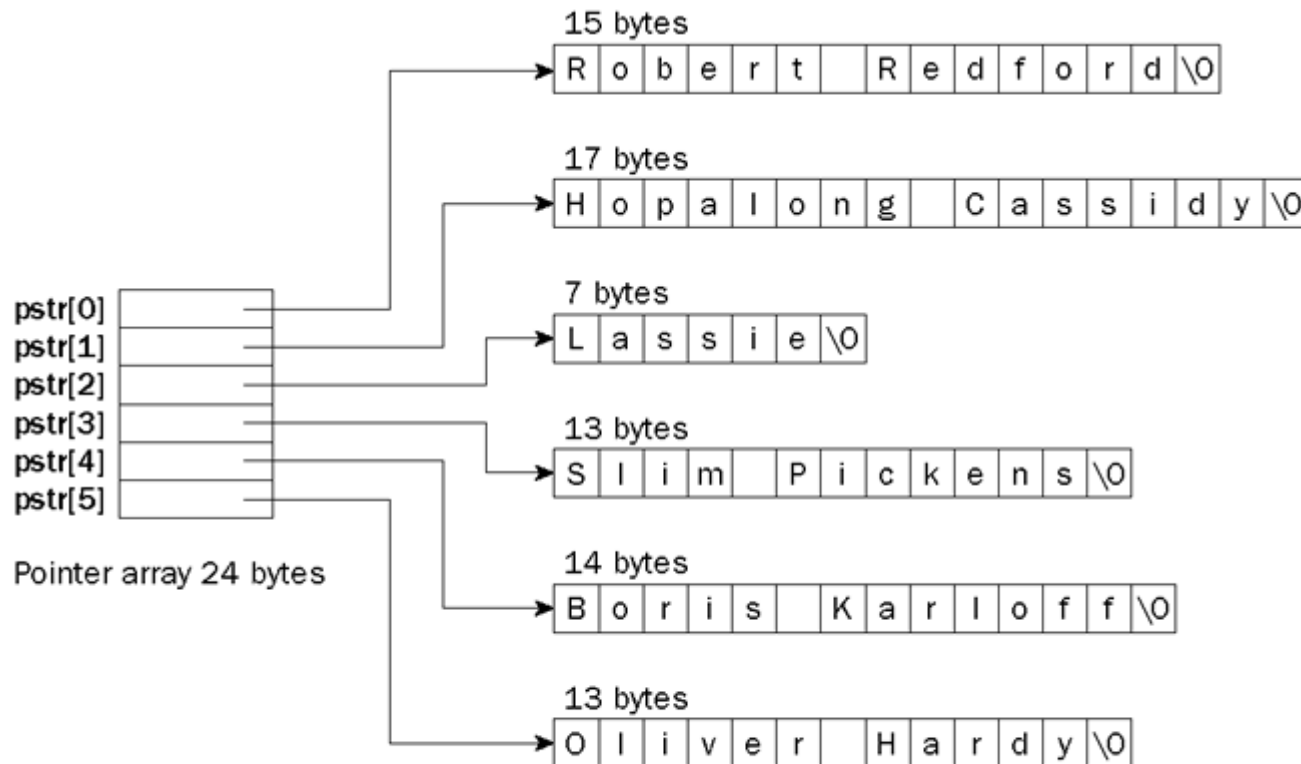 15 bytes
R o b e r t R e d f o r d \0
17 bytes
H o p a l o n g C a s s i d y \0
7 bytes
L a s s i e \0
13 bytes
S l i m P i c k e n s \0
14 bytes
B o r i s K a r l o f f \0
13 bytes
O l i v e r H a r d y \0
pstr[0]
pstr[1]
pstr[2]
pstr[3]
pstr[4]
pstr[5]
Pointer array 24 bytes